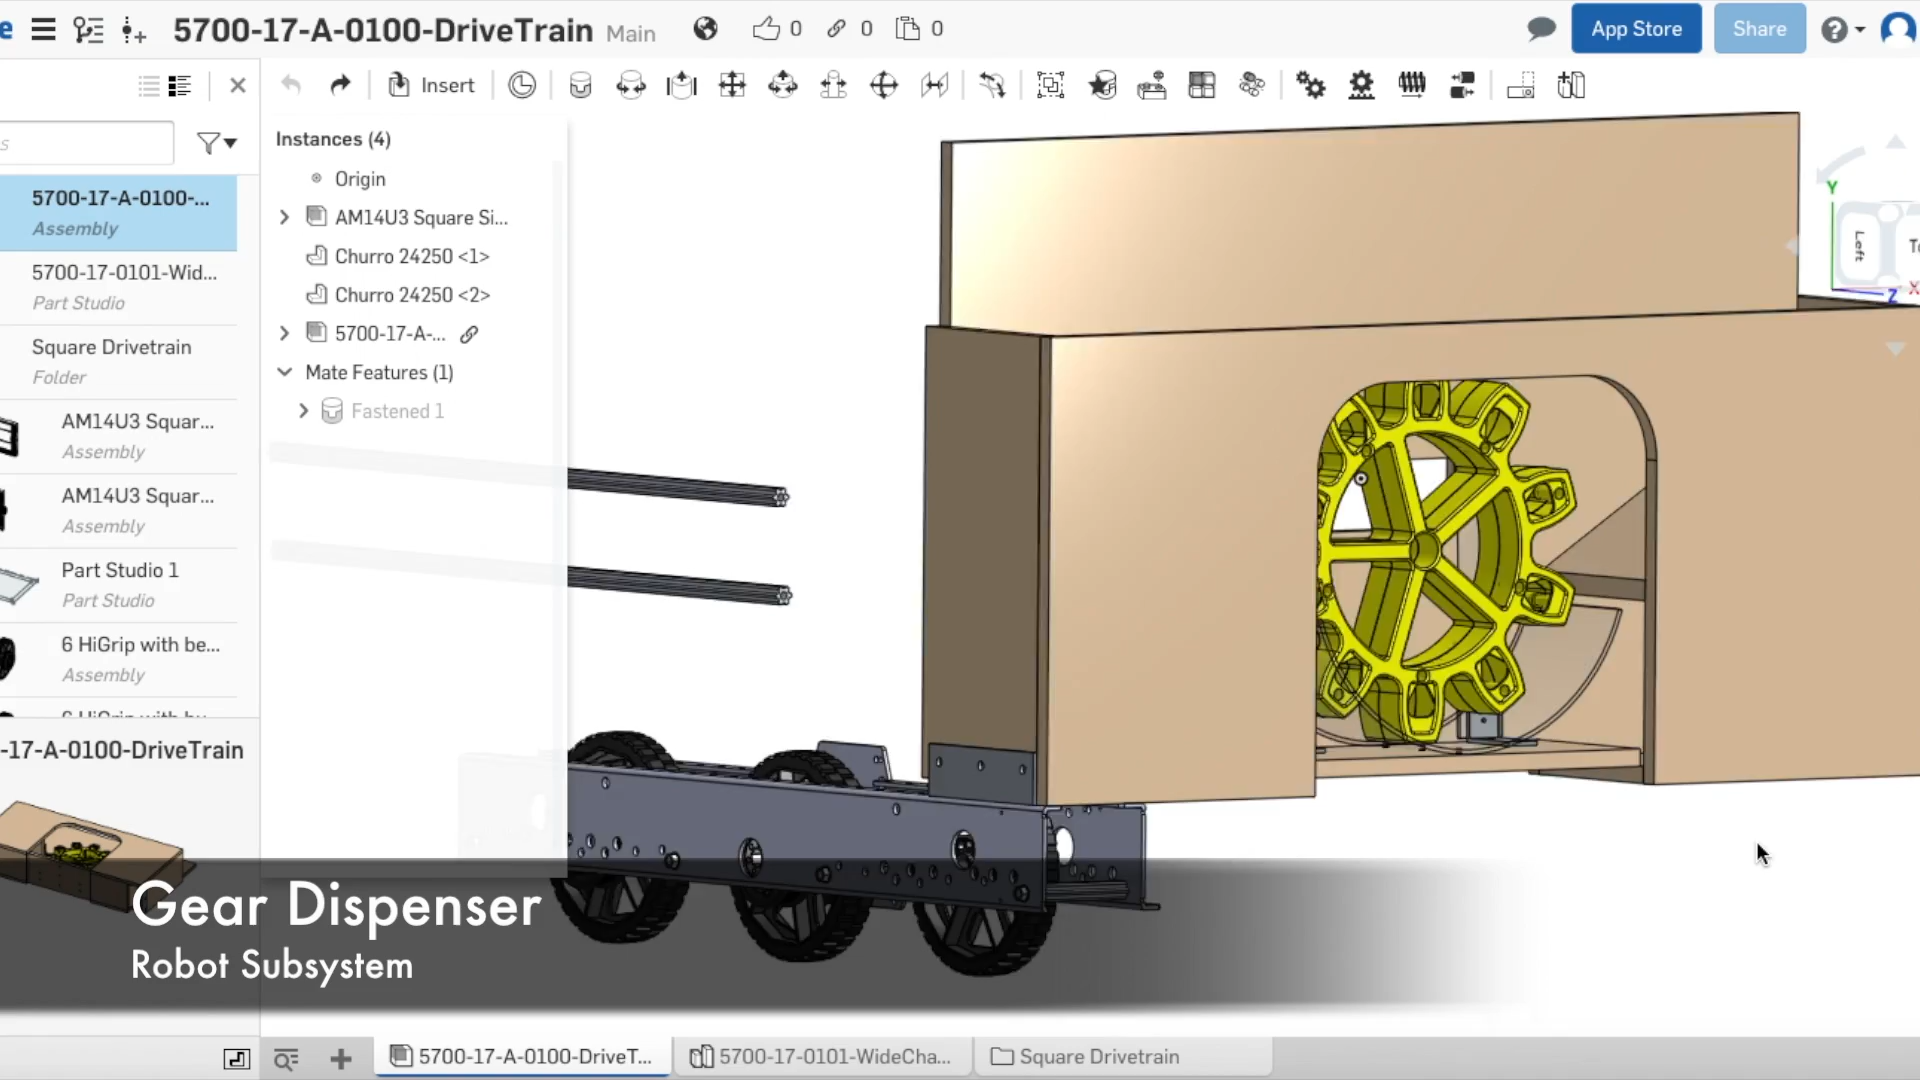 5700-17-A-0100-DriveTrain Main
0 0 0
App Store
Share
Insert
5700-17-A-0100-...
Assembly
5700-17-0101-Wid...
Part Studio
Square Drivetrain
Folder
AM14U3 Squar...
Assembly
AM14U3 Squar...
Assembly
Part Studio 1
Part Studio
6 HiGrip with be...
Assembly
-17-A-0100-DriveTrain
Instances (4)
Origin
AM14U3 Square Si...
Churro 24250 <1>
Churro 24250 <2>
5700-17-A-...
Mate Features (1)
Fastened 1
Y
Left
Z
X
Gear Dispenser
Robot Subsystem
5700-17-A-0100-DriveT...
5700-17-0101-WideCha...
Square Drivetrain